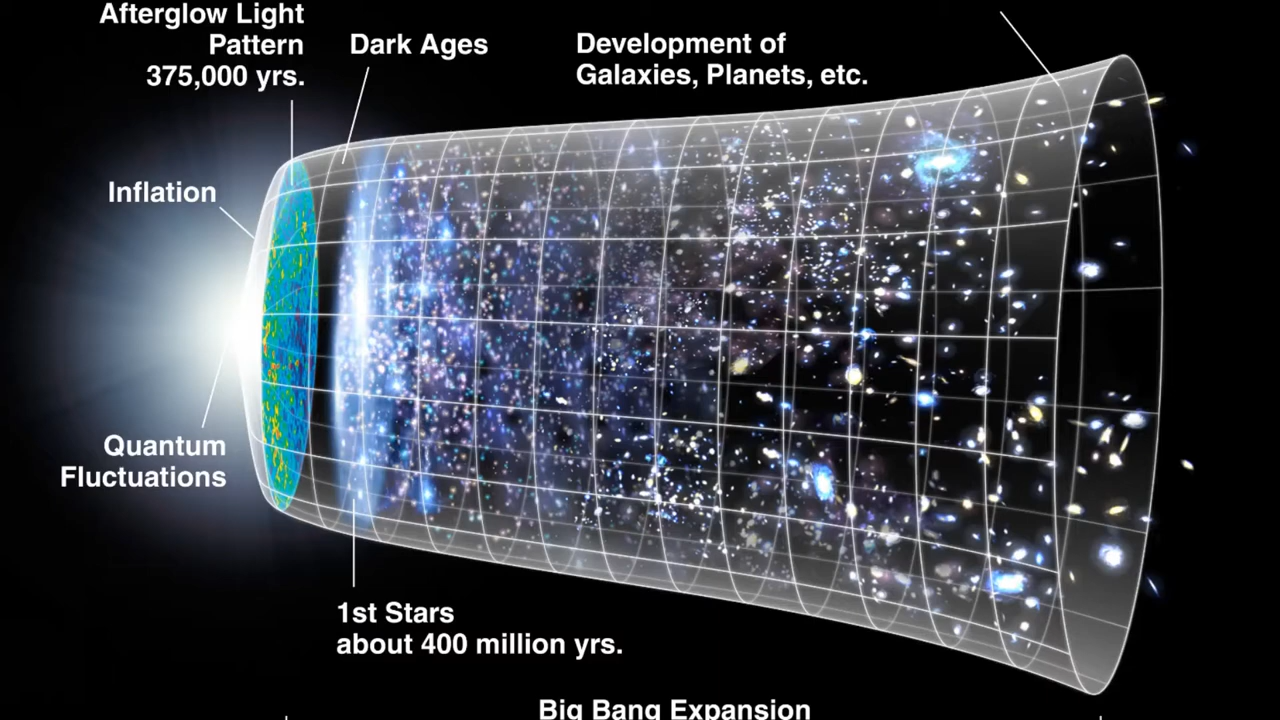 Afterglow Light
Pattern
375,000 yrs.
Dark Ages
Development of
Galaxies, Planets, etc.
Inflation
Quantum
Fluctuations
1st Stars
about 400 million yrs.
Big Bang Expansion